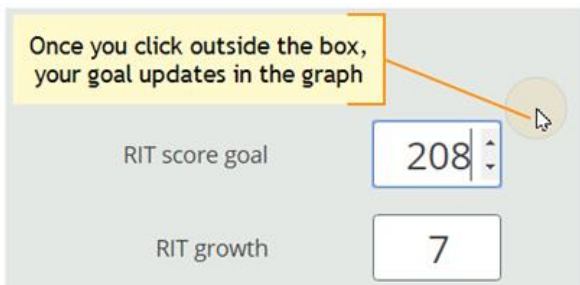 Once you click outside the box,
your goal updates in the graph
RIT score goal
208
RIT growth
7